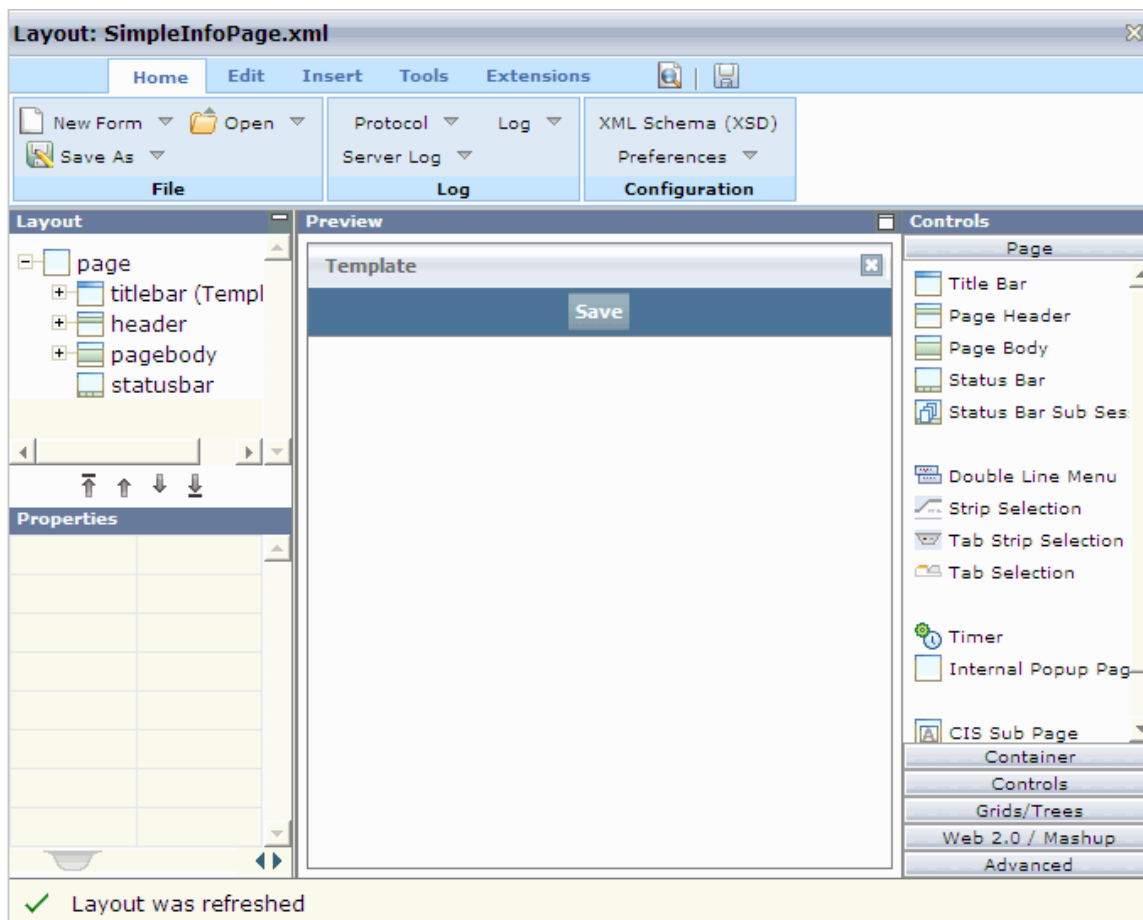 Layout: SimpleInfoPage.xml
Home Edit Insert Tools Extensions
New Form Open
Save As
File
Protocol Log
Server Log
Log
XML Schema (XSD)
Preferences
Configuration
Layout
page
titlebar (Templ
header
pagebody
statusbar
Properties
Preview
Template
Save
Controls
Page
Title Bar
Page Header
Page Body
Status Bar
Status Bar Sub Ses
Double Line Menu
Strip Selection
Tab Strip Selection
Tab Selection
Timer
Internal Popup Pag
CIS Sub Page
Container
Controls
Grids/Trees
Web 2.0 / Mashup
Advanced
Layout was refreshed